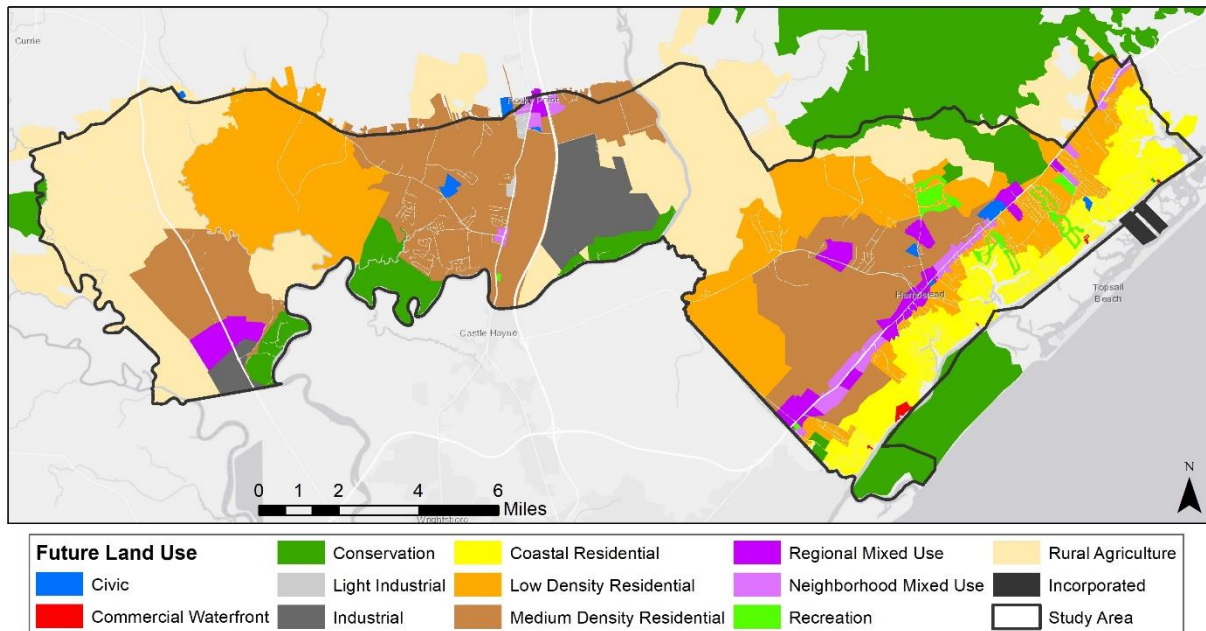 Currie
Rocky Point
Hampstead
Topsail
Beach
Castle Hayne
N
0 1 2 4 6
Miles
Wrightsboro
Future Land Use
Civic
Commercial Waterfront
Conservation
Light Industrial
Industrial
Coastal Residential
Low Density Residential
Medium Density Residential
Regional Mixed Use
Neighborhood Mixed Use
Recreation
Rural Agriculture
Incorporated
Study Area